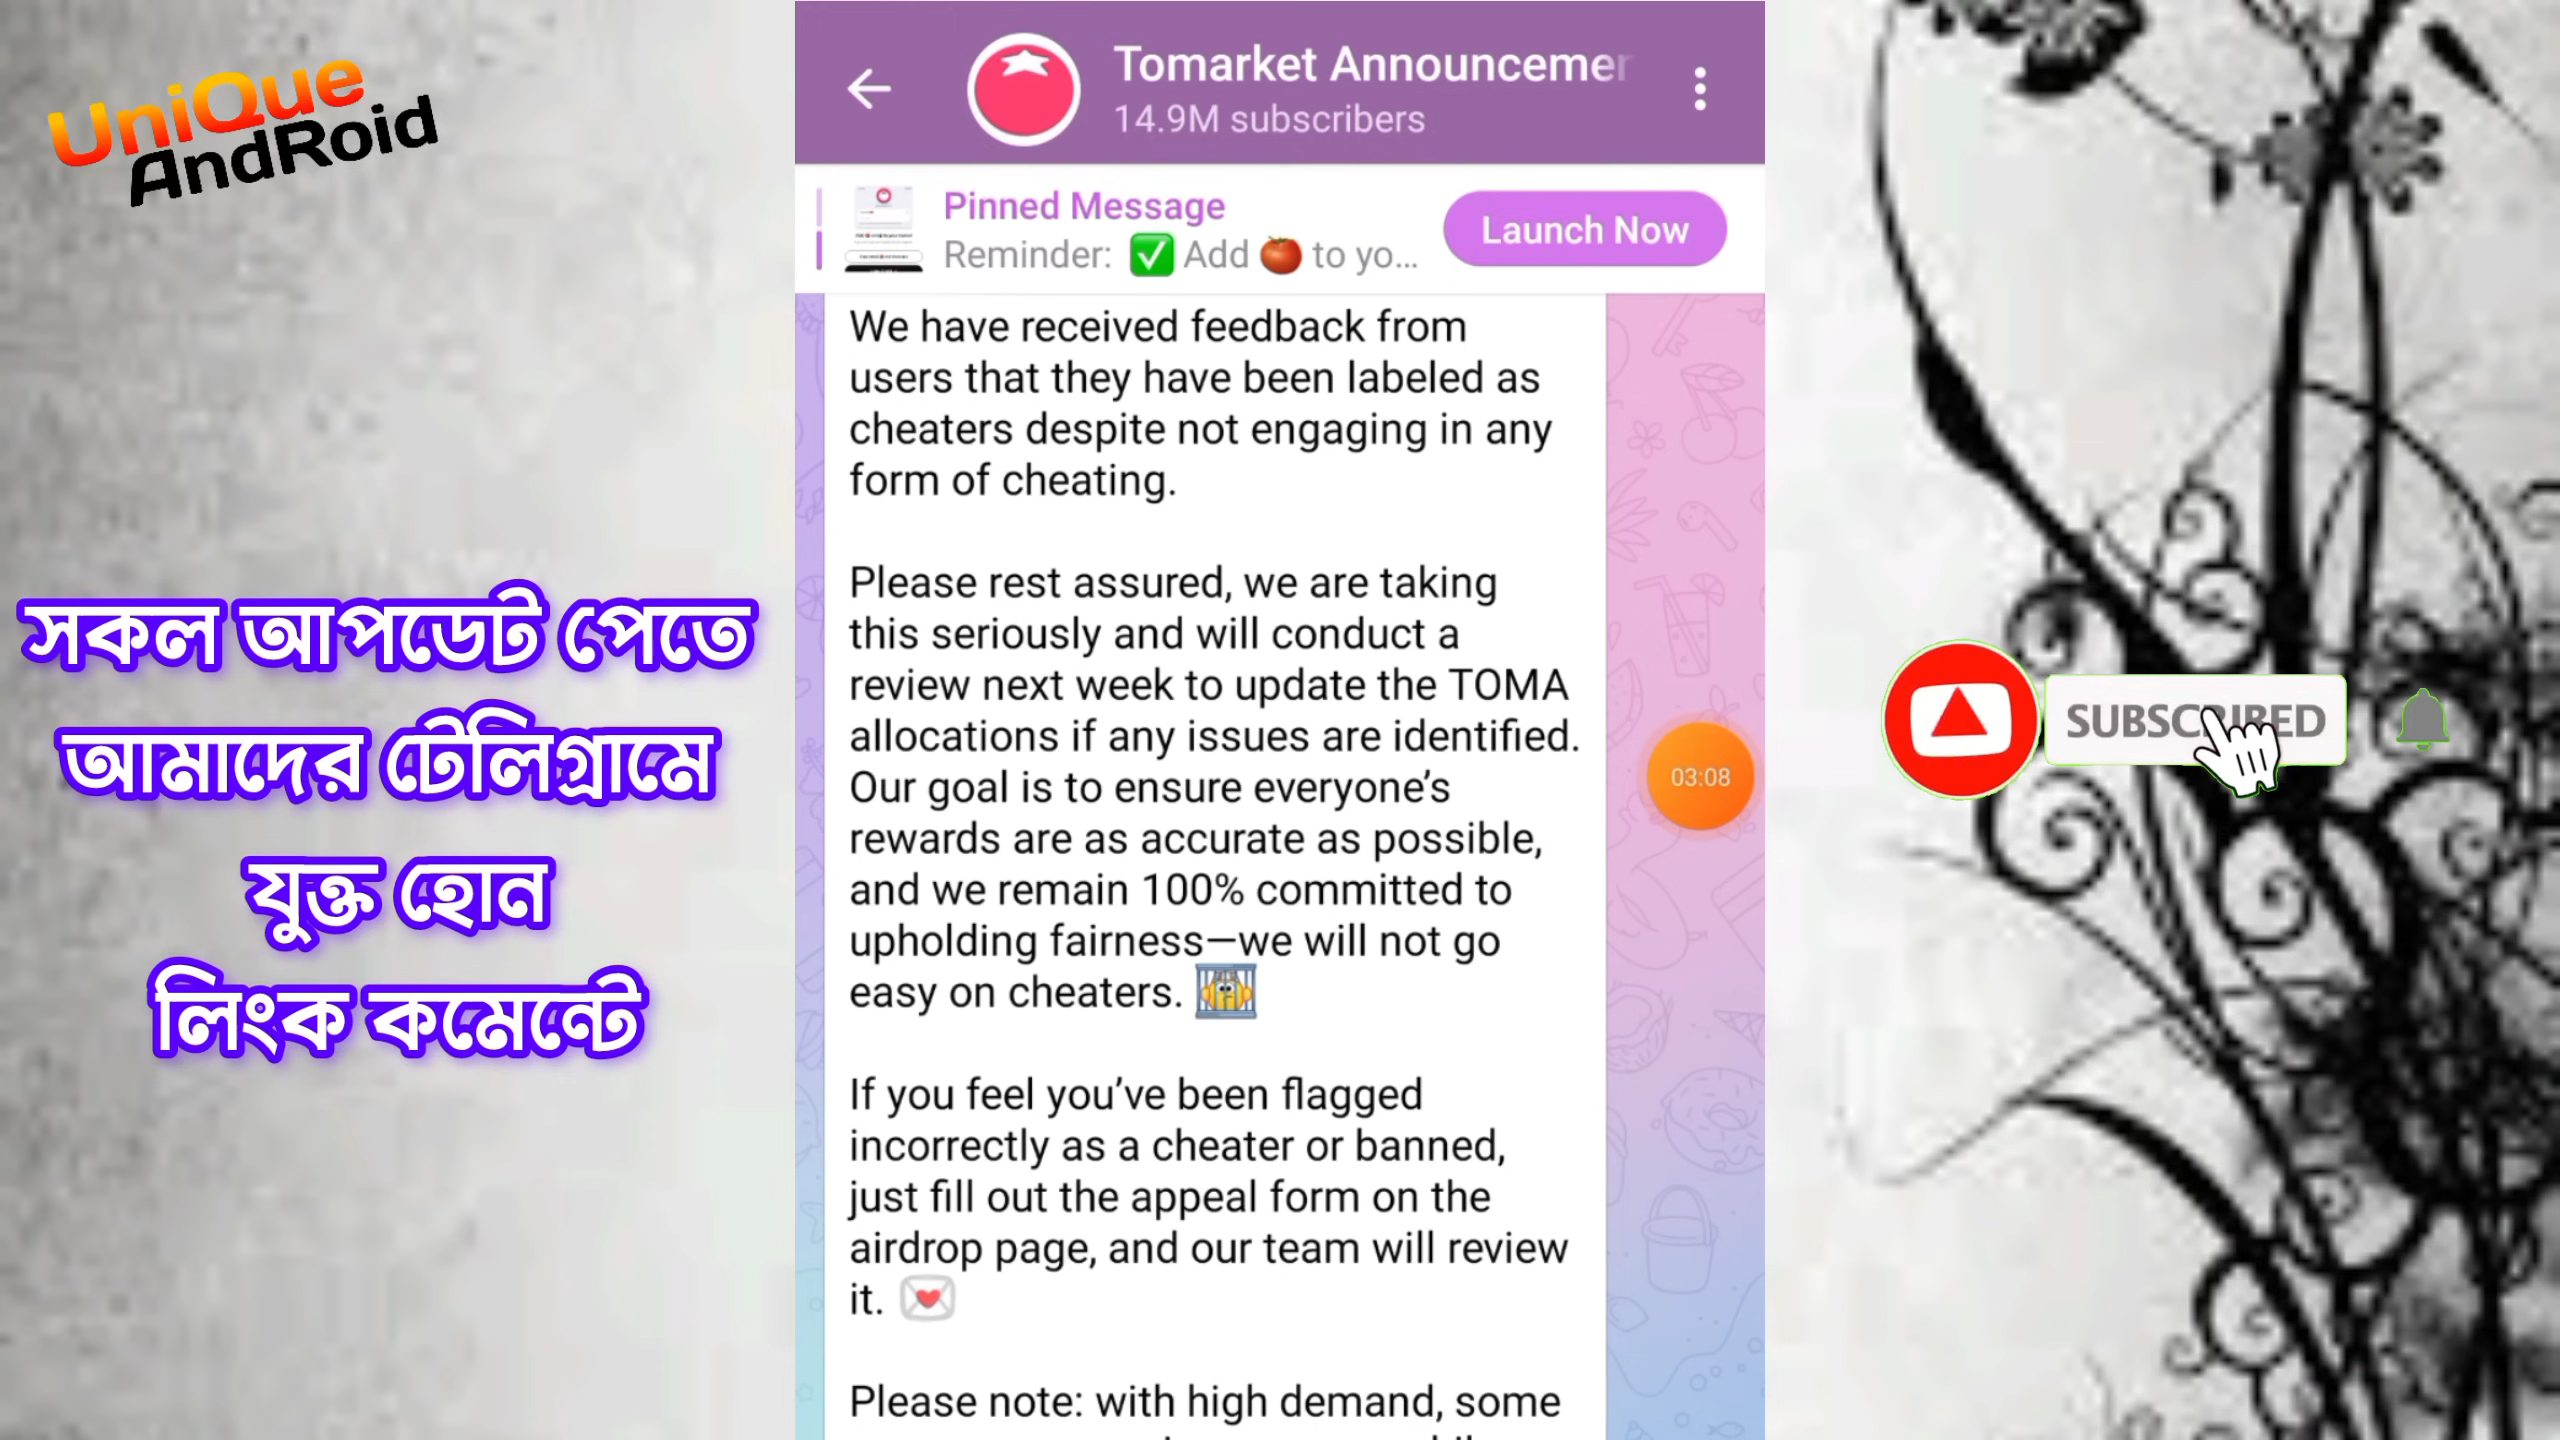 UniQue
AndRoid
সকল আপডেট পেতে
আমাদের টেলিগ্রামে
যুক্ত হোন
লিংক কমেন্টে
Tomarket Announcemer
14.9M subscribers
Pinned Message
Reminder: ✅ Add 🍅 to yo...
Launch Now
We have received feedback from
users that they have been labeled as
cheaters despite not engaging in any
form of cheating.
Please rest assured, we are taking
this seriously and will conduct a
review next week to update the TOMA
allocations if any issues are identified.
Our goal is to ensure everyone’s
rewards are as accurate as possible,
and we remain 100% committed to
upholding fairness—we will not go
easy on cheaters.
If you feel you’ve been flagged
incorrectly as a cheater or banned,
just fill out the appeal form on the
airdrop page, and our team will review
it. 💌
Please note: with high demand, some
03:08
SUBSCRIBED